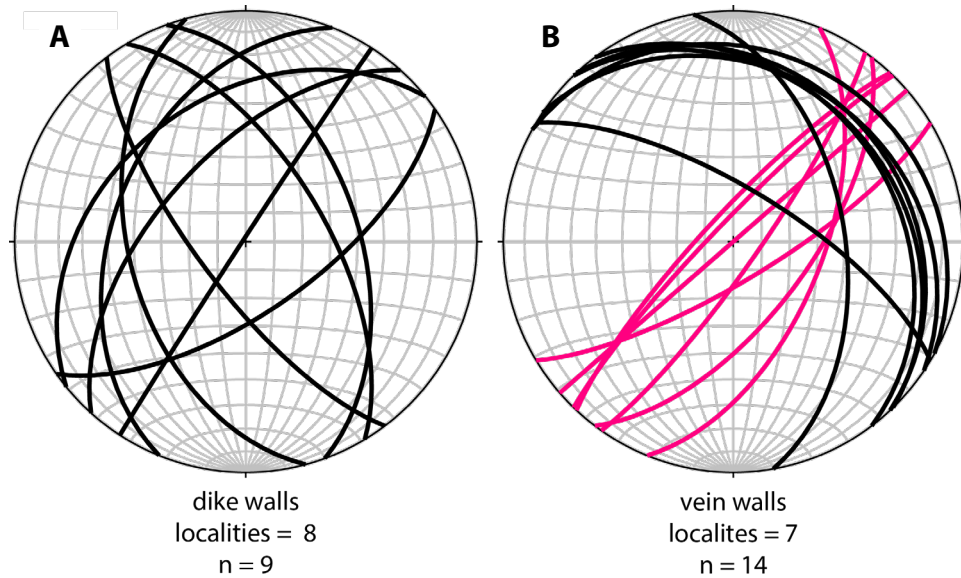 A
B
dike walls
localities = 8
n = 9
vein walls
localites = 7
n = 14